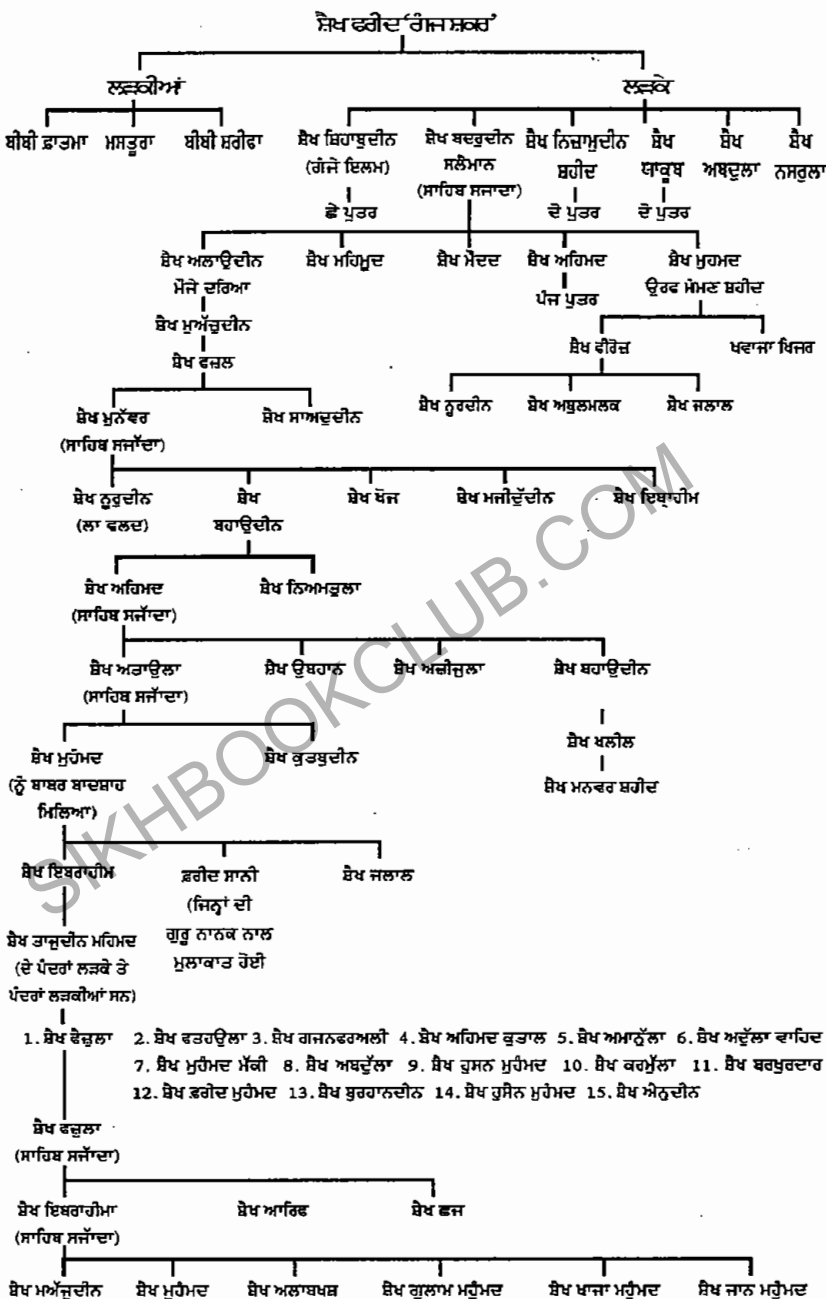 ਸ਼ੈਖ ਫਰੀਦ 'ਗੰਜ ਸ਼ਕਰ'
ਲੜਕੀਆਂ
ਲੜਕੇ
ਬੀਬੀ ਫ਼ਾਤਮਾ ਮਸਤੂਰਾ ਬੀਬੀ ਸ਼ਰੀਫਾ
ਸ਼ੈਖ ਸ਼ਿਹਾਬੁਦੀਨ
(ਗੰਜੇ ਇਲਮ)
ਸ਼ੈਖ ਬਦਰੁਦੀਨ
ਸਲੈਮਾਨ
(ਸਾਹਿਬ ਸਜਾਦਾ)
ਸ਼ੈਖ ਨਿਜ਼ਾਮੁਦੀਨ
ਸ਼ਹੀਦ
ਸ਼ੈਖ
ਯਾਕੂਬ
ਸ਼ੈਖ
ਅਬਦੁਲਾ
ਸ਼ੈਖ
ਨਸਰੁਲਾ
ਛੇ ਪੁਤਰ
ਦੋ ਪੁਤਰ
ਦੋ ਪੁਤਰ
ਸ਼ੈਖ ਅਲਾਉਦੀਨ
ਮੌਜੇ ਦਰਿਆ
ਸ਼ੈਖ ਮਹਿਮੂਦ
ਸ਼ੈਖ ਮੌਦਦ
ਸ਼ੈਖ ਅਹਿਮਦ
ਪੰਜ ਪੁਤਰ
ਸ਼ੈਖ ਮੁਹਮਦ
ਉਰਫ ਮੰਮਣ ਸ਼ਹੀਦ
ਸ਼ੈਖ ਮੁਅੱਜ਼ੁਦੀਨ
ਸ਼ੈਖ ਫਜ਼ਲ
ਸ਼ੈਖ ਵੀਰੋਜ਼
ਖਵਾਜਾ ਖਿਜਰ
ਸ਼ੈਖ ਨੂਰਦੀਨ ਸ਼ੈਖ ਅਬੁਲਮਲਕ ਸ਼ੈਖ ਜਲਾਲ
ਸ਼ੇਖ ਮੁਨੱਵਰ
(ਸਾਹਿਬ ਸਜਾੱਦਾ)
ਸ਼ੈਖ ਸਾਅਦੁਦੀਨ
ਸ਼ੈਖ ਨੂਰੁਦੀਨ
(ਲਾ ਵਲਦ)
ਸ਼ੈਖ
ਬਹਾਉਦੀਨ
ਸ਼ੈਖ ਖੋਜ
ਸ਼ੈਖ ਮਜੀਦੁੱਦੀਨ
ਸ਼ੈਖ ਇਬ੍ਰਾਹੀਮ
ਸ਼ੈਖ ਅਹਿਮਦ
(ਸਾਹਿਬ ਸਜਾੱਦਾ)
ਸ਼ੈਖ ਨਿਅਮਤੁਲਾ
ਸ਼ੈਖ ਅਤਾਉਲਾ
(ਸਾਹਿਬ ਸਜਾੱਦਾ)
ਸ਼ੈਖ ਉਬਹਾਨ
ਸ਼ੈਖ ਅਜ਼ੀਜੁਲਾ
ਸ਼ੈਖ ਬਹਾਉਦੀਨ
ਸ਼ੈਖ ਮੁਹੰਮਦ
(ਨੂੰ ਬਾਬਰ ਬਾਦਸ਼ਾਹ
ਮਿਲਿਆ)
ਸ਼ੈਖ ਕੁਤਬੁਦੀਨ
ਸ਼ੈਖ ਖਲੀਲ
ਸ਼ੈਖ ਮਨਵਰ ਸ਼ਹੀਦ
ਸ਼ੈਖ ਇਬਰਾਹੀਮ
ਫ਼ਰੀਦ ਸਾਨੀ
(ਜਿਨ੍ਹਾਂ ਦੀ
ਗੁਰੂ ਨਾਨਕ ਨਾਲ
ਮੁਲਾਕਾਤ ਹੋਈ
ਸ਼ੇਖ ਜਲਾਲ
ਸ਼ੈਖ ਤਾਜੁਦੀਨ ਮਹਿਮਦ
(ਦੇ ਪੰਦਰਾਂ ਲੜਕੇ ਤੇ
ਪੰਦਰਾਂ ਲੜਕੀਆਂ ਸਨ)
1. ਸ਼ੈਖ ਫੈਜ਼ੁਲਾ 2. ਸ਼ੈਖ ਫਤਹਉਲਾ 3. ਸ਼ੈਖ ਗਜਨਫਰਅਲੀ 4. ਸ਼ੈਖ ਅਹਿਮਦ ਕੁਤਾਲ 5. ਸ਼ੈਖ ਅਮਾਨੁੱਲਾ 6. ਸ਼ੈਖ ਅਦੁੱਲਾ ਵਾਹਿਦ
7. ਸ਼ੈਖ ਮੁਹੰਮਦ ਮੱਕੀ 8. ਸ਼ੈਖ ਅਬਦੁੱਲਾ 9. ਸ਼ੈਖ ਹੁਸਨ ਮੁਹੰਮਦ 10. ਸ਼ੈਖ ਕਰਮੁੱਲਾ 11. ਸ਼ੈਖ ਬਰਖੁਰਦਾਰ
12. ਸ਼ੈਖ ਫ਼ਰੀਦ ਮੁਹੰਮਦ 13. ਸ਼ੈਖ ਬੁਰਹਾਨਦੀਨ 14. ਸ਼ੈਖ ਹੁਸੈਨ ਮੁਹੰਮਦ 15. ਸ਼ੈਖ ਐਨੁਦੀਨ
ਸ਼ੈਖ ਫਜ਼ੁਲਾ
(ਸਾਹਿਬ ਸਜਾੱਦਾ)
ਸ਼ੈਖ ਇਬਰਾਹੀਮਾ
(ਸਾਹਿਬ ਸਜਾੱਦਾ)
ਸ਼ੈਖ ਆਰਿਫ
ਸ਼ੈਖ ਛਜ
ਸ਼ੈਖ ਮਅੱਜੁਦੀਨ ਸ਼ੈਖ ਮੁਹੰਮਦ ਸ਼ੈਖ ਅਲਾਬਖਸ਼ ਸ਼ੈਖ ਗੁਲਾਮ ਮਹੁੰਮਦ ਸ਼ੈਖ ਖਾਜਾ ਮਹੁੰਮਦ ਸ਼ੈਖ ਜਾਨ ਮਹੁੰਮਦ
SIKHBOOKCLUB.COM